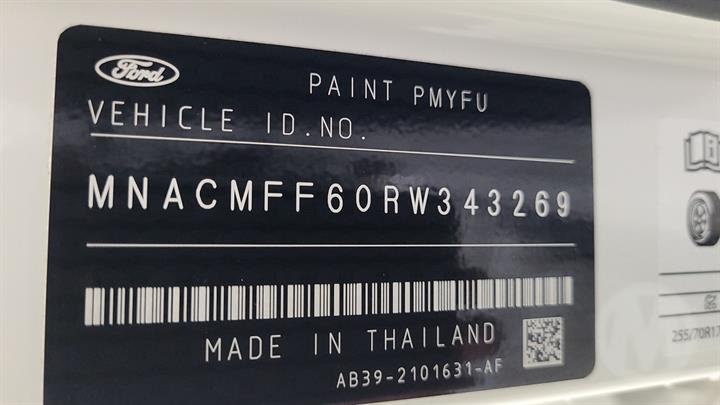 Ford
PAINT PMYFU
VEHICLE ID.NO.
MNACMFF60RW343269
MADE IN THAILAND
AB39-2101631-AF
255/70R17